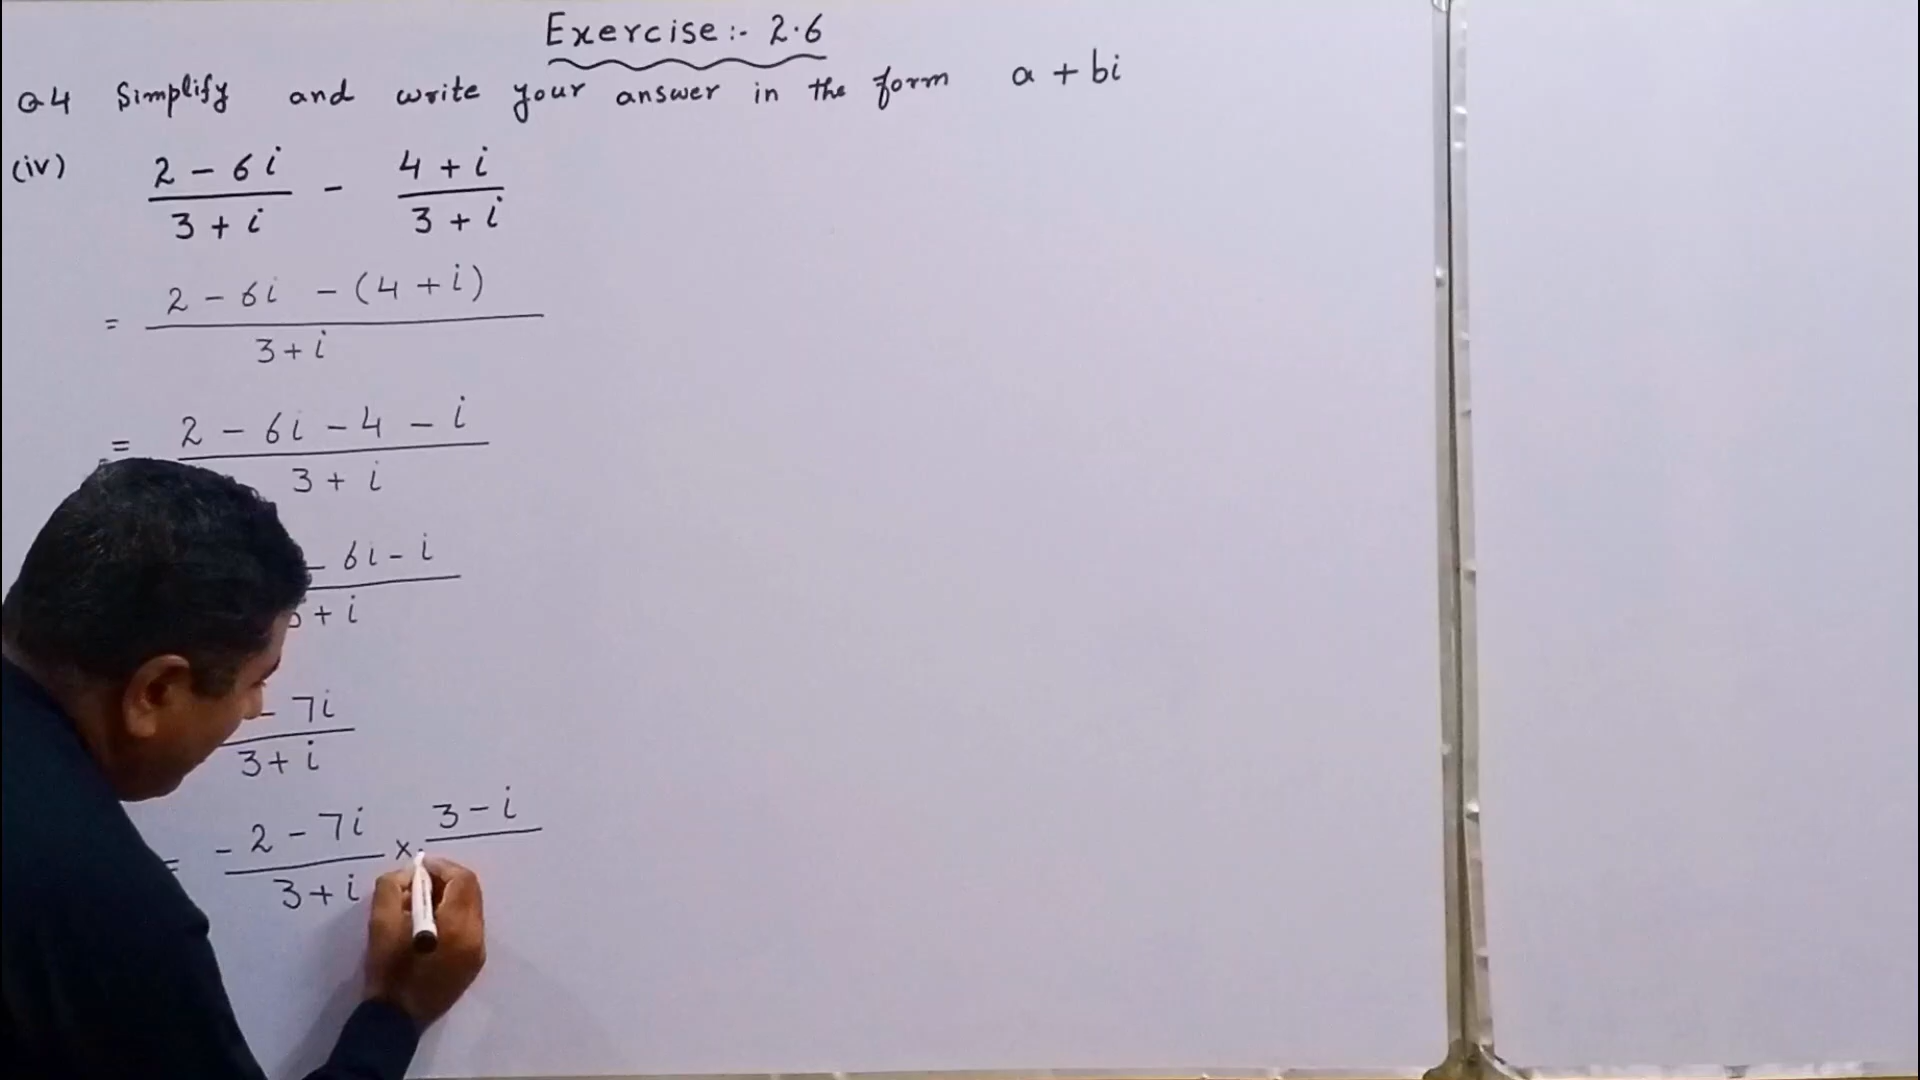 Exercise:- 2.6
Q4 Simplify and write your answer in the form a + bi
(iv) 2 - 6i / 3 + i - 4 + i / 3 + i
= 2 - 6i - (4 + i) / 3 + i
= 2 - 6i - 4 - i / 3 + i
- 6i - i / + i
- 7i / 3 + i
= - 2 - 7i / 3 + i × 3 - i